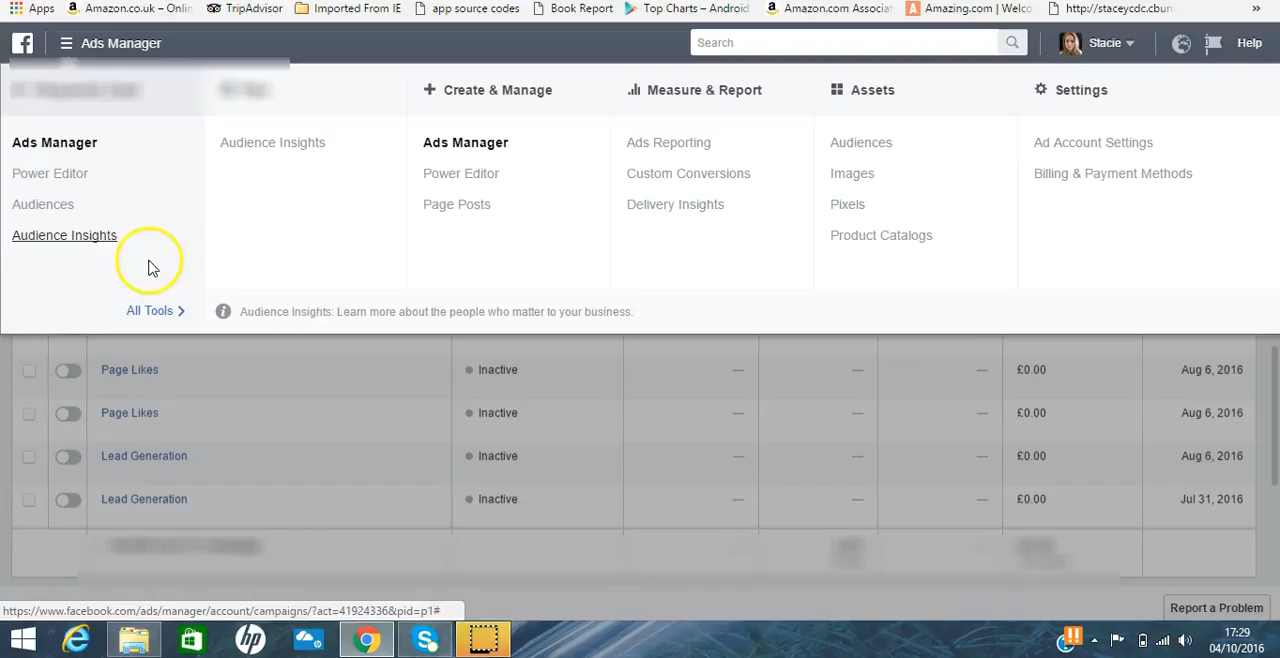 Apps Amazon.co.uk – Onlin TripAdvisor Imported From IE app source codes Book Report Top Charts – Android Amazon.com Associat Amazing.com | Welco http://staceycdc.cbun »
Ads Manager Search Stacie Help
Create & Manage Measure & Report Assets Settings
Ads Manager Audience Insights Ads Manager Ads Reporting Audiences Ad Account Settings
Power Editor Power Editor Custom Conversions Images Billing & Payment Methods
Audiences Page Posts Delivery Insights Pixels
Audience Insights Product Catalogs
All Tools Audience Insights: Learn more about the people who matter to your business.
Page Likes Inactive — — — £0.00 Aug 6, 2016
Page Likes Inactive — — — £0.00 Aug 6, 2016
Lead Generation Inactive — — — £0.00 Aug 6, 2016
Lead Generation Inactive — — — £0.00 Jul 31, 2016
Report a Problem
https://www.facebook.com/ads/manager/account/campaigns/?act=41924336&pid=p1#
17:29
04/10/2016